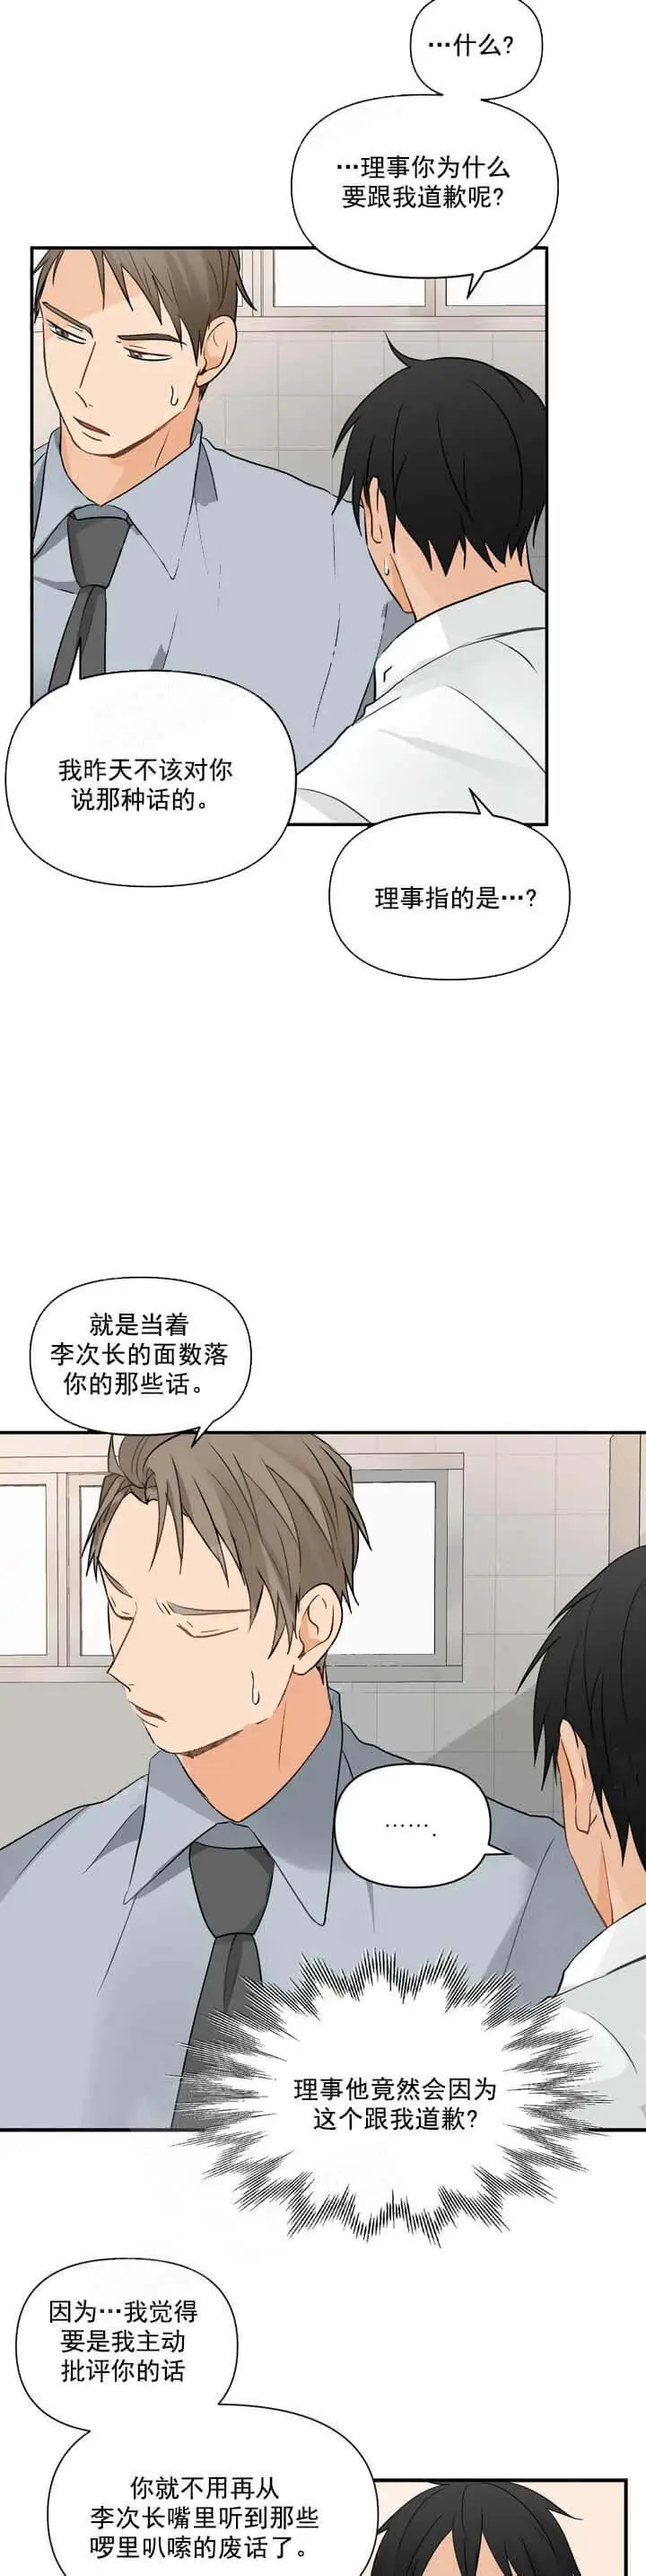 …什么?
…理事你为什么
要跟我道歉呢?
我昨天不该对你
说那种话的。
理事指的是…?
就是当着
李次长的面数落
你的那些话。
…….
理事他竟然会因为
这个跟我道歉?
因为…我觉得
要是我主动
批评你的话
你就不用再从
李次长嘴里听到那些
啰里叭嗦的废话了。